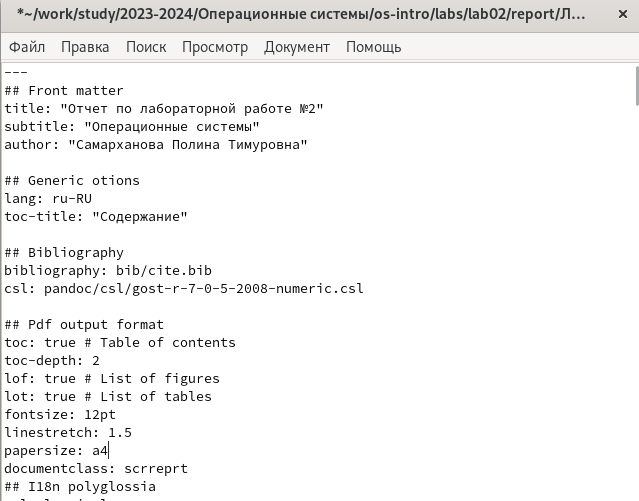 *~/work/study/2023-2024/Операционные системы/os-intro/labs/lab02/report/Л...
Файл Правка Поиск Просмотр Документ Помощь
---
## Front matter
title: "Отчет по лабораторной работе №2"
subtitle: "Операционные системы"
author: "Самарханова Полина Тимуровна"
## Generic otions
lang: ru-RU
toc-title: "Содержание"
## Bibliography
bibliography: bib/cite.bib
csl: pandoc/csl/gost-r-7-0-5-2008-numeric.csl
## Pdf output format
toc: true # Table of contents
toc-depth: 2
lof: true # List of figures
lot: true # List of tables
fontsize: 12pt
linestretch: 1.5
papersize: a4
documentclass: scrreprt
## I18n polyglossia